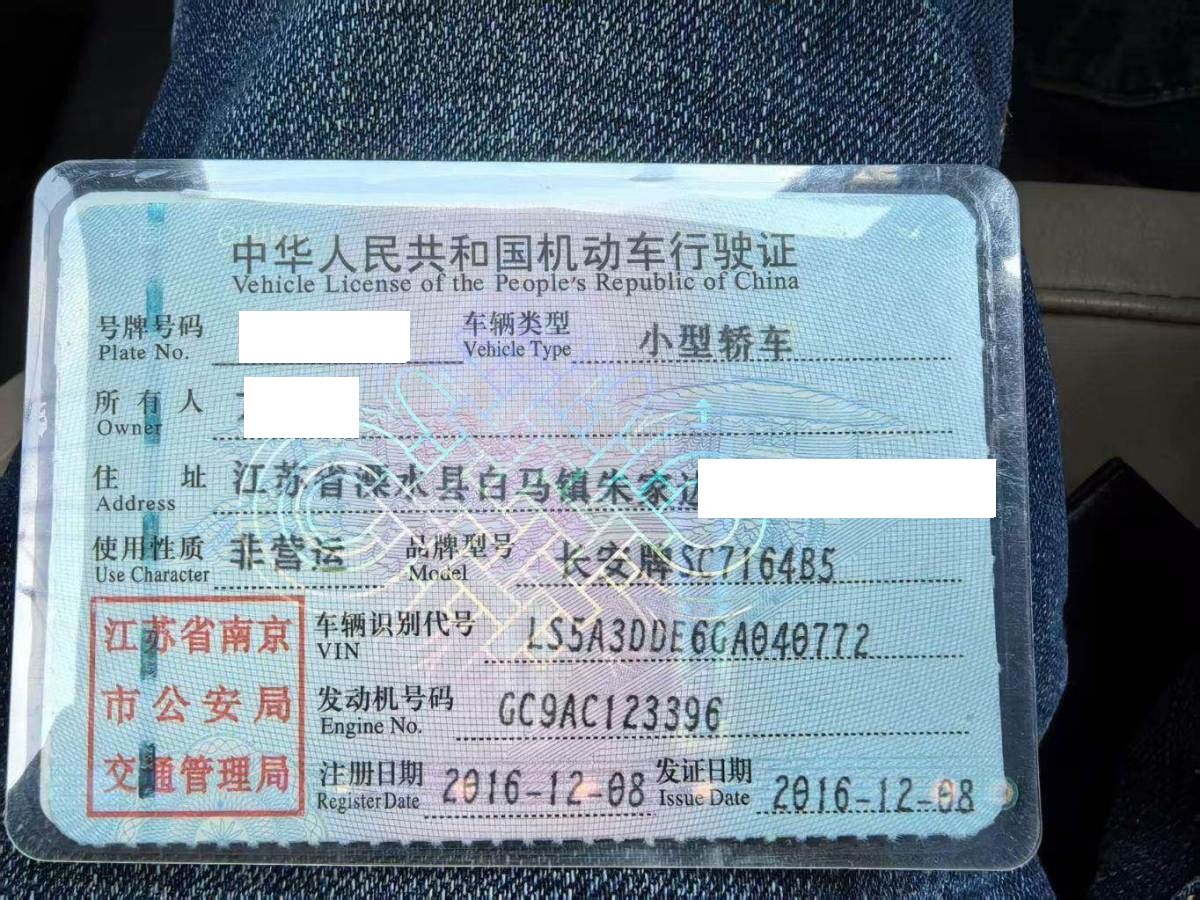 中华人民共和国机动车行驶证
Vehicle License of the People's Republic of China
号牌号码 车辆类型 小型轿车
Plate No. Vehicle Type
所有人
Owner
住址 江苏省溧水县白马镇朱家边
Address
使用性质 非营运 品牌型号 长安牌SC7164B5
Use Character Model
江苏省南京
市公安局
交通管理局
车辆识别代号 LS5A3DDE6GA040772
VIN
发动机号码 GC9AC123396
Engine No.
注册日期 2016-12-08 发证日期 2016-12-08
Register Date Issue Date